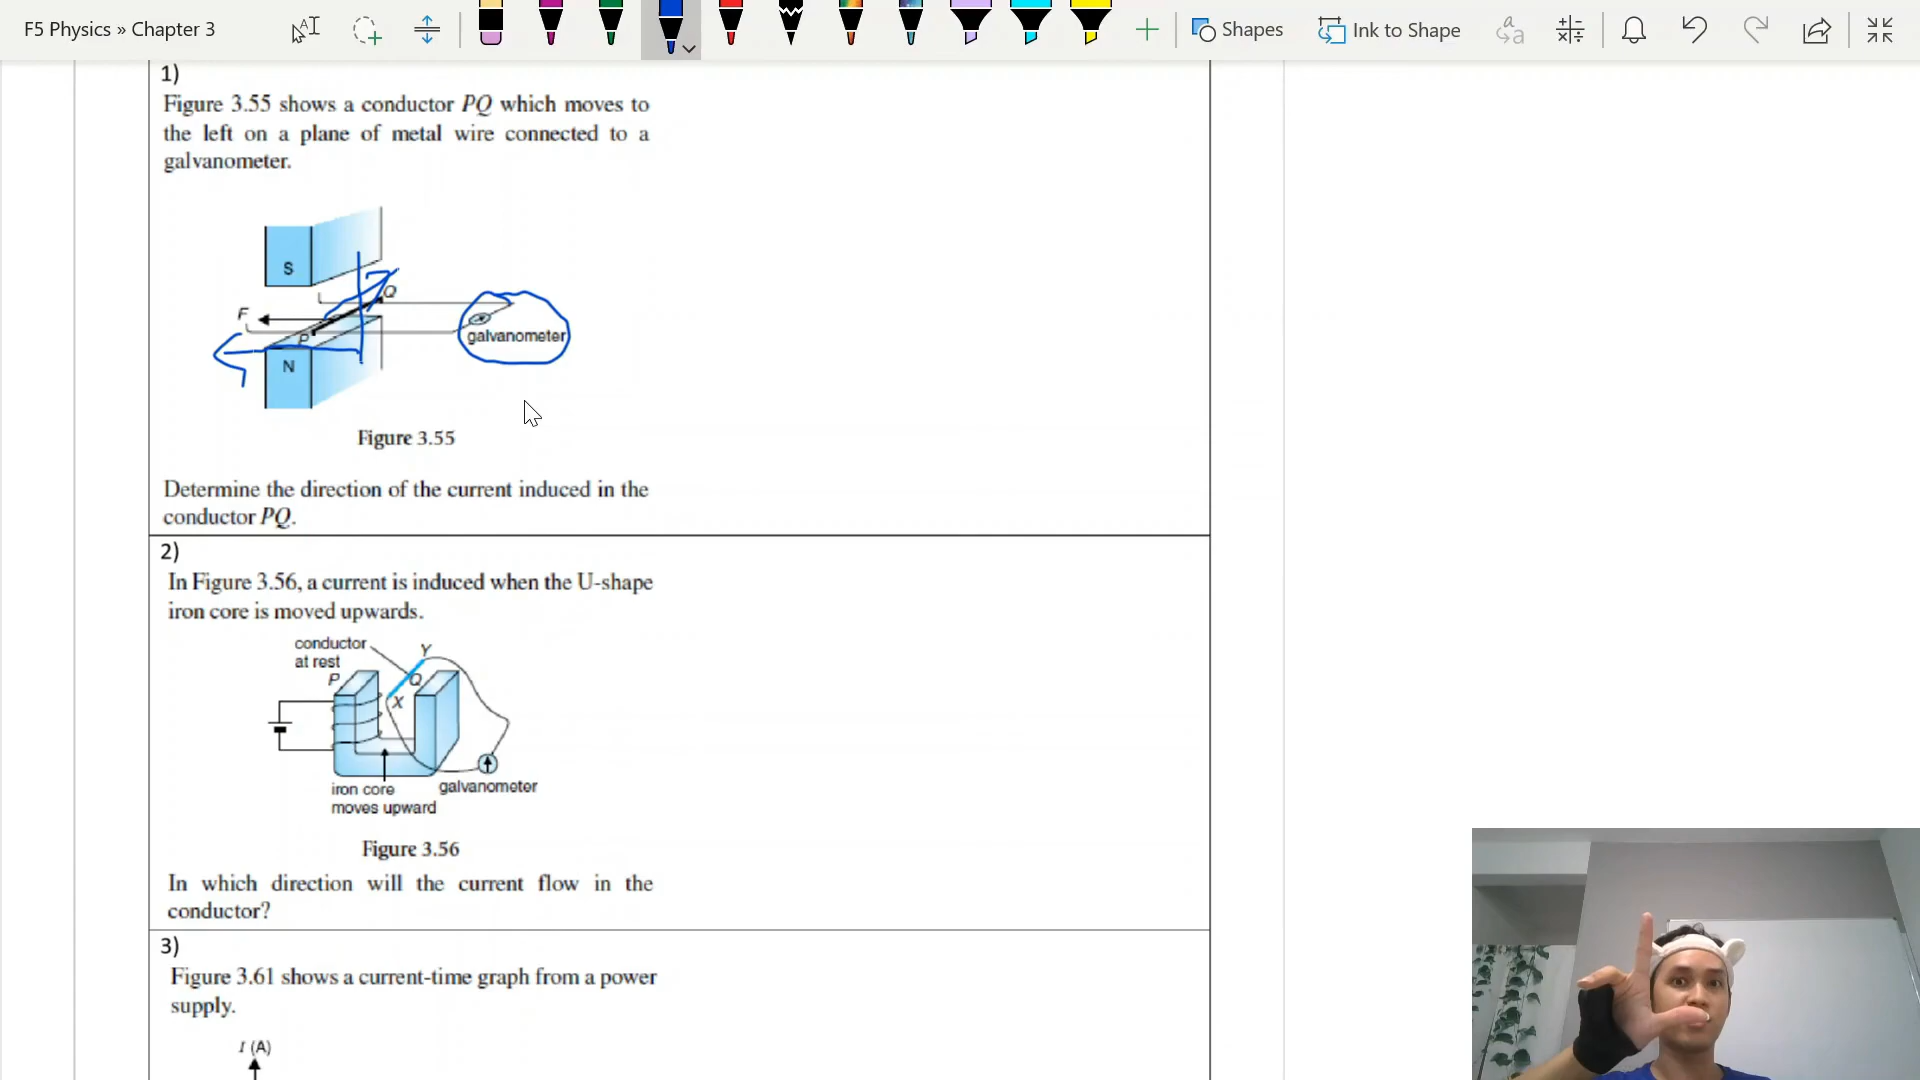 F5 Physics » Chapter 3
Shapes
Ink to Shape
1)
Figure 3.55 shows a conductor PQ which moves to
the left on a plane of metal wire connected to a
galvanometer.
S
Q
F
P
galvanometer
N
Figure 3.55
Determine the direction of the current induced in the
conductor PQ.
2)
In Figure 3.56, a current is induced when the U-shape
iron core is moved upwards.
conductor
at rest
Y
P
Q
X
iron core
moves upward
galvanometer
Figure 3.56
In which direction will the current flow in the
conductor?
3)
Figure 3.61 shows a current-time graph from a power
supply.
I (A)